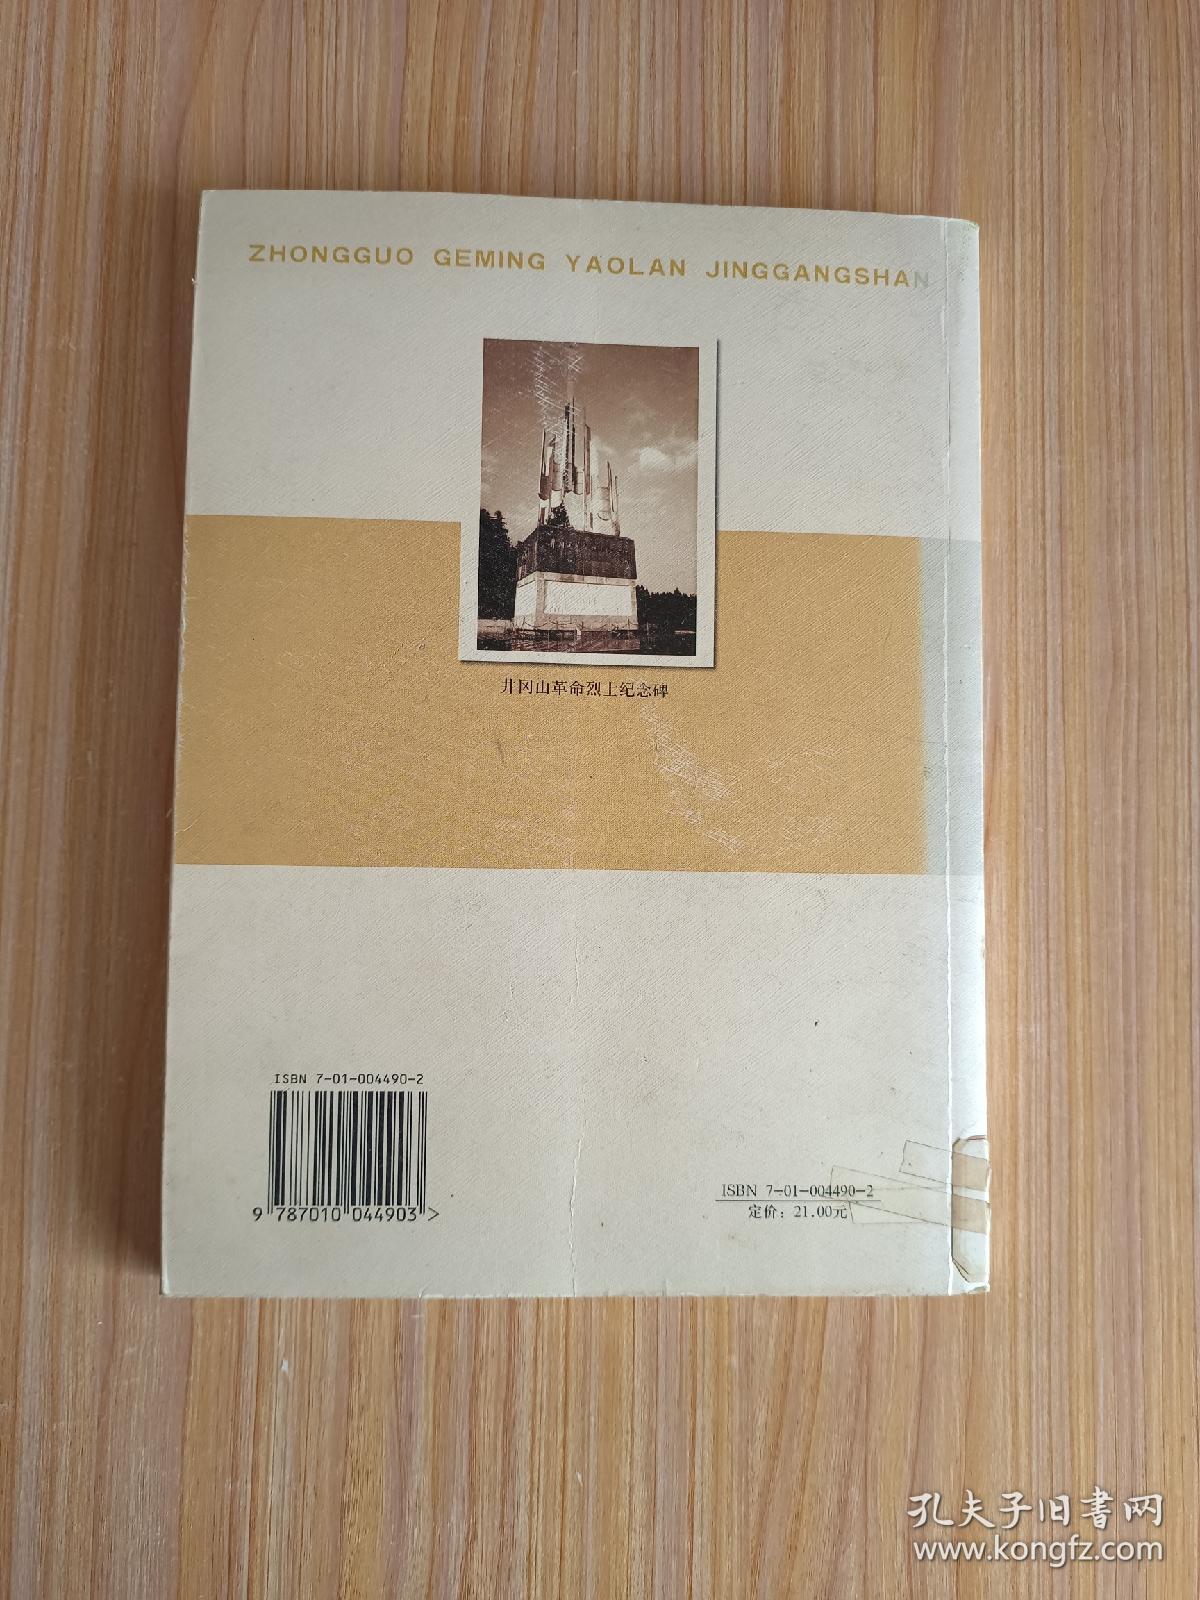 ZHONGGUO GEMING YAOLAN JINGGANGSHAN
井冈山革命烈士纪念碑
ISBN 7-01-004490-2
9 787010 044903 >
ISBN 7-01-004490-2
定价：21.00元
孔夫子旧書网
www.kongfz.com